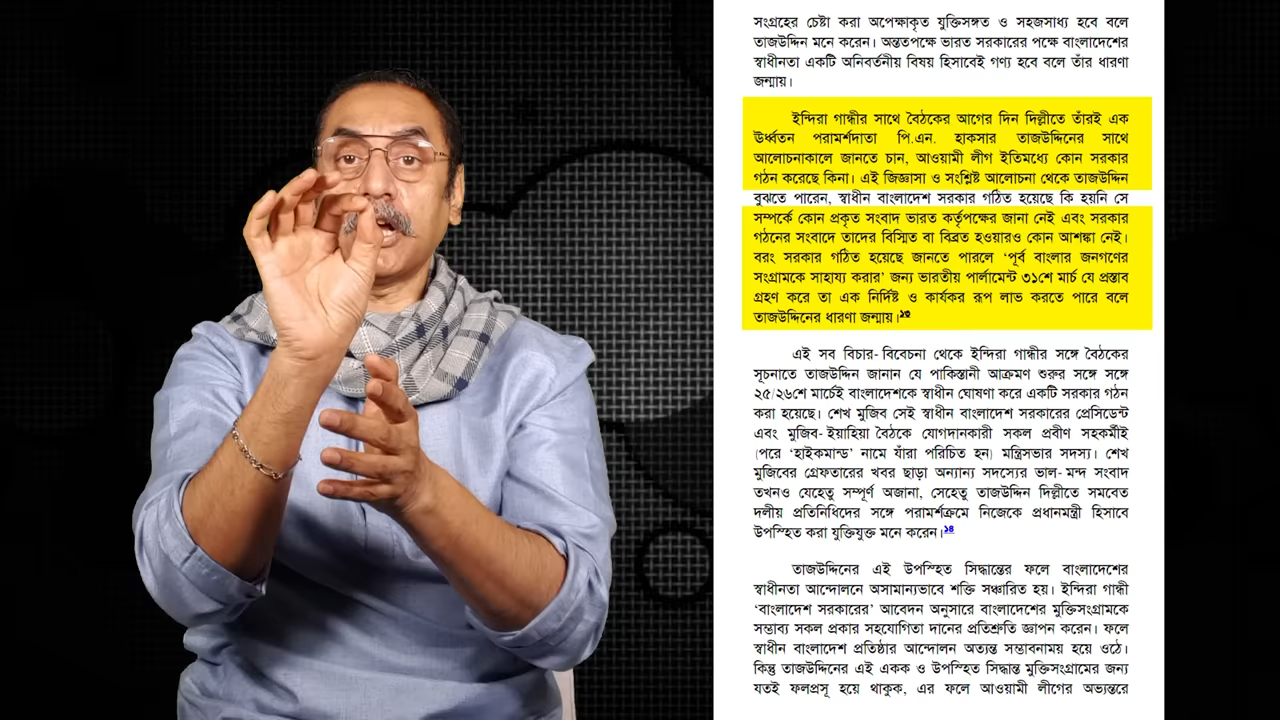 সংগ্রহের চেষ্টা করা অপেক্ষাকৃত যুক্তিসঙ্গত ও সহজসাধ্য হবে বলে
তাজউদ্দিন মনে করেন। অন্ততপক্ষে ভারত সরকারের পক্ষে বাংলাদেশের
স্বাধীনতা একটি অনিবর্তনীয় বিষয় হিসাবেই গণ্য হবে বলে তাঁর ধারণা
জন্মায়।
ইন্দিরা গান্ধীর সাথে বৈঠকের আগের দিন দিল্লীতে তাঁরই এক
ঊর্ধ্বতন পরামর্শদাতা পি.এন. হাকসার তাজউদ্দিনের সাথে
আলোচনাকালে জানতে চান, আওয়ামী লীগ ইতিমধ্যে কোন সরকার
গঠন করেছে কিনা। এই জিজ্ঞাসা ও সংশ্লিষ্ট আলোচনা থেকে তাজউদ্দিন
বুঝতে পারেন, স্বাধীন বাংলাদেশ সরকার গঠিত হয়েছে কি হয়নি সে
সম্পর্কে কোন প্রকৃত সংবাদ ভারত কর্তৃপক্ষের জানা নেই এবং সরকার
গঠনের সংবাদে তাদের বিস্মিত বা বিব্রত হওয়ারও কোন আশঙ্কা নেই।
বরং সরকার গঠিত হয়েছে জানতে পারলে ‘পূর্ব বাংলার জনগণের
সংগ্রামকে সাহায্য করার’ জন্য ভারতীয় পার্লামেন্ট ৩১শে মার্চ যে প্রস্তাব
গ্রহণ করে তা এক নির্দিষ্ট ও কার্যকর রূপ লাভ করতে পারে বলে
তাজউদ্দিনের ধারণা জন্মায়।১৩
এই সব বিচার-বিবেচনা থেকে ইন্দিরা গান্ধীর সঙ্গে বৈঠকের
সূচনাতে তাজউদ্দিন জানান যে পাকিস্তানী আক্রমণ শুরুর সঙ্গে সঙ্গে
২৫/২৬শে মার্চেই বাংলাদেশকে স্বাধীন ঘোষণা করে একটি সরকার গঠন
করা হয়েছে। শেখ মুজিব সেই স্বাধীন বাংলাদেশ সরকারের প্রেসিডেন্ট
এবং মুজিব-ইয়াহিয়া বৈঠকে যোগদানকারী সকল প্রবীণ সহকর্মীই
(পরে ‘হাইকমান্ড’ নামে যাঁরা পরিচিত হন) মন্ত্রিসভার সদস্য। শেখ
মুজিবের গ্রেফতারের খবর ছাড়া অন্যান্য সদস্যের ভাল-মন্দ সংবাদ
তখনও যেহেতু সম্পূর্ণ অজানা, সেহেতু তাজউদ্দিন দিল্লীতে সমবেত
দলীয় প্রতিনিধিদের সঙ্গে পরামর্শক্রমে নিজেকে প্রধানমন্ত্রী হিসাবে
উপস্হিত করা যুক্তিযুক্ত মনে করেন।১৪
তাজউদ্দিনের এই উপস্হিত সিদ্ধান্তের ফলে বাংলাদেশের
স্বাধীনতা আন্দোলনে অসামান্যভাবে শক্তি সঞ্চারিত হয়। ইন্দিরা গান্ধী
‘বাংলাদেশ সরকারের’ আবেদন অনুসারে বাংলাদেশের মুক্তিসংগ্রামকে
সম্ভাব্য সকল প্রকার সহযোগিতা দানের প্রতিশ্রুতি জ্ঞাপন করেন। ফলে
স্বাধীন বাংলাদেশ প্রতিষ্ঠার আন্দোলন অত্যন্ত সম্ভাবনাময় হয়ে ওঠে।
কিন্তু তাজউদ্দিনের এই একক ও উপস্হিত সিদ্ধান্ত মুক্তিসংগ্রামের জন্য
যতই ফলপ্রসূ হয়ে থাকুক, এর ফলে আওয়ামী লীগের অভ্যন্তরে